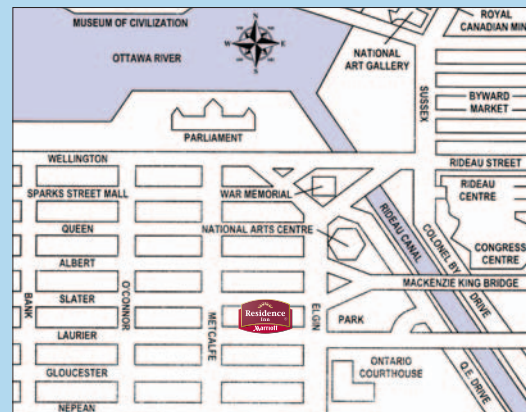 MUSEUM OF CIVILIZATION
OTTAWA RIVER
N
W
E
S
NATIONAL
ART GALLERY
ROYAL
CANADIAN MIN
SUSSEX
BYWARD
MARKET
PARLIAMENT
WELLINGTON
RIDEAU STREET
SPARKS STREET MALL
WAR MEMORIAL
RIDEAU
CENTRE
QUEEN
NATIONAL ARTS CENTRE
RIDEAU CANAL
COLONEL BY
DRIVE
CONGRESS
CENTRE
ALBERT
MACKENZIE KING BRIDGE
BANK
SLATER
O'CONNOR
METCALFE
Residence
Inn
Marriott
ELGIN
PARK
LAURIER
GLOUCESTER
ONTARIO
COURTHOUSE
Q.E. DRIVE
NEPEAN